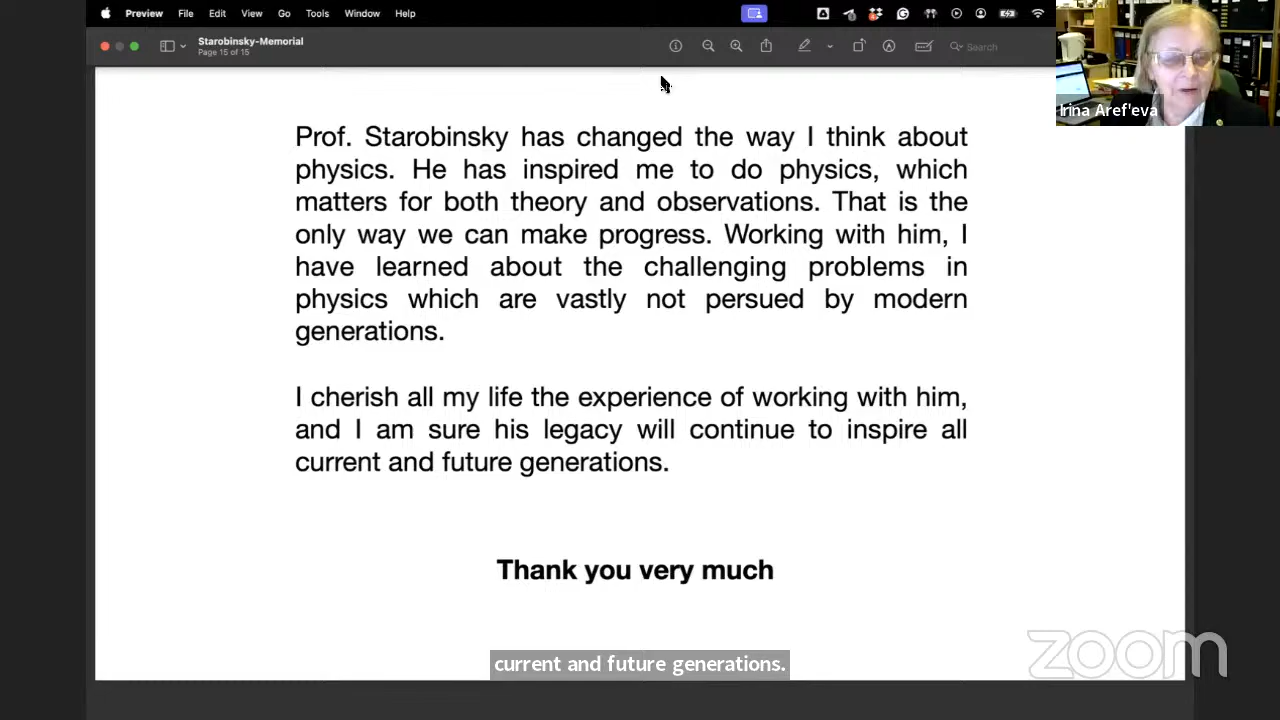 Preview File Edit View Go Tools Window Help
Starobinsky-Memorial
Page 15 of 15
Search
Irina Aref'eva
Prof. Starobinsky has changed the way I think about
physics. He has inspired me to do physics, which
matters for both theory and observations. That is the
only way we can make progress. Working with him, I
have learned about the challenging problems in
physics which are vastly not persued by modern
generations.
I cherish all my life the experience of working with him,
and I am sure his legacy will continue to inspire all
current and future generations.
Thank you very much
current and future generations.
zoom